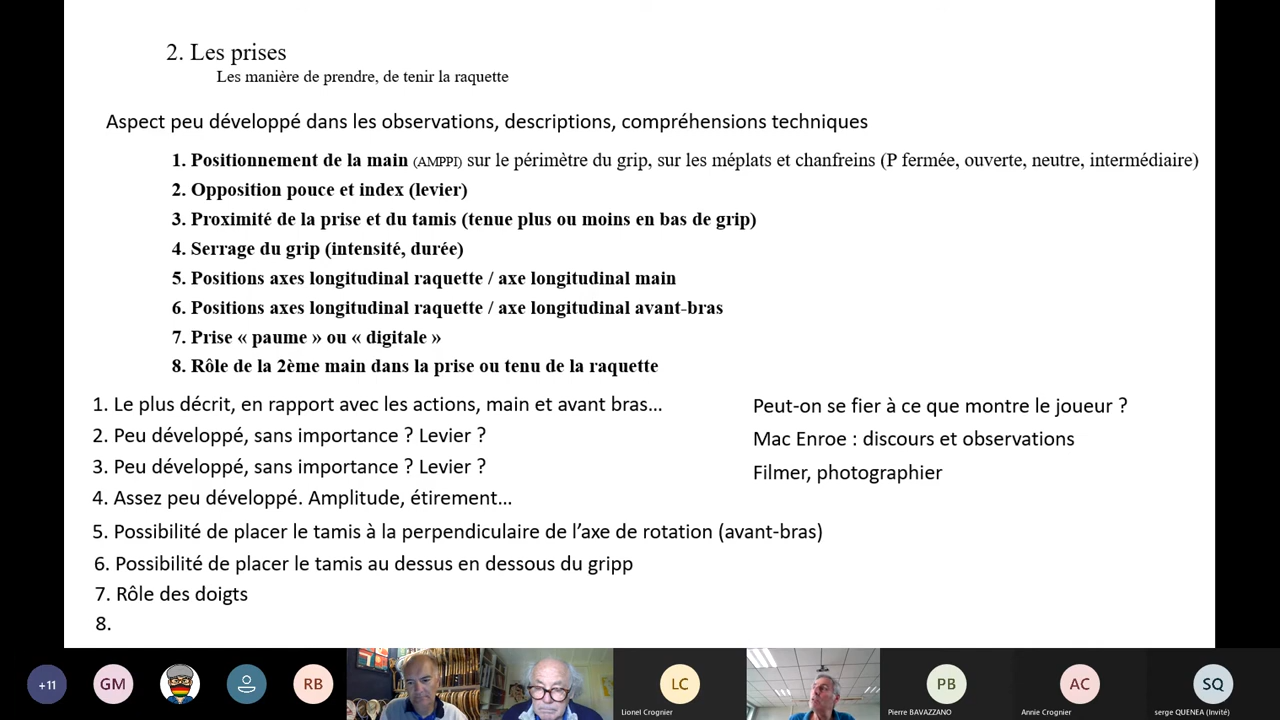 2. Les prises
Les manière de prendre, de tenir la raquette
Aspect peu développé dans les observations, descriptions, compréhensions techniques
1. Positionnement de la main (AMPPI) sur le périmètre du grip, sur les méplats et chanfreins (P fermée, ouverte, neutre, intermédiaire)
2. Opposition pouce et index (levier)
3. Proximité de la prise et du tamis (tenue plus ou moins en bas de grip)
4. Serrage du grip (intensité, durée)
5. Positions axes longitudinal raquette / axe longitudinal main
6. Positions axes longitudinal raquette / axe longitudinal avant-bras
7. Prise « paume » ou « digitale »
8. Rôle de la 2ème main dans la prise ou tenu de la raquette
1. Le plus décrit, en rapport avec les actions, main et avant bras…
2. Peu développé, sans importance ? Levier ?
3. Peu développé, sans importance ? Levier ?
4. Assez peu développé. Amplitude, étirement…
5. Possibilité de placer le tamis à la perpendiculaire de l’axe de rotation (avant-bras)
6. Possibilité de placer le tamis au dessus en dessous du gripp
7. Rôle des doigts
8.
Peut-on se fier à ce que montre le joueur ?
Mac Enroe : discours et observations
Filmer, photographier
+11
GM
RB
LC
Lionel Crognier
PB
Pierre BAVAZZANO
AC
Annie Crognier
SQ
serge QUENEA (Invité)